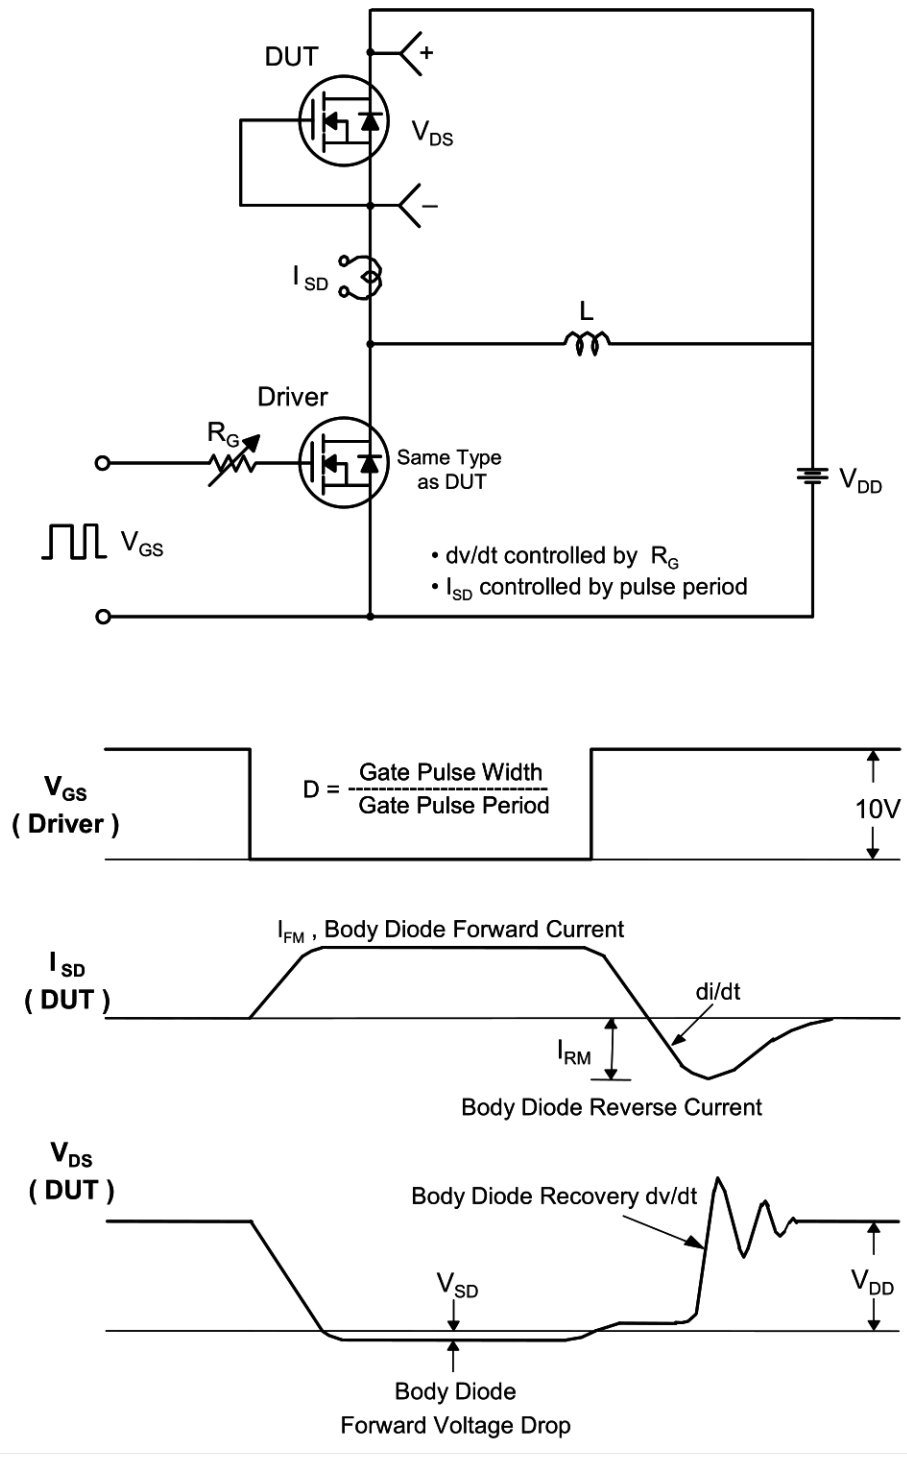 DUT
+
V_DS
−
I_SD
L
Driver
R_G
Same Type
as DUT
V_DD
V_GS
• dv/dt controlled by R_G
• I_SD controlled by pulse period
V_GS
( Driver )
D = Gate Pulse Width
Gate Pulse Period
10V
I_FM , Body Diode Forward Current
I_SD
( DUT )
di/dt
I_RM
Body Diode Reverse Current
V_DS
( DUT )
Body Diode Recovery dv/dt
V_SD
V_DD
Body Diode
Forward Voltage Drop